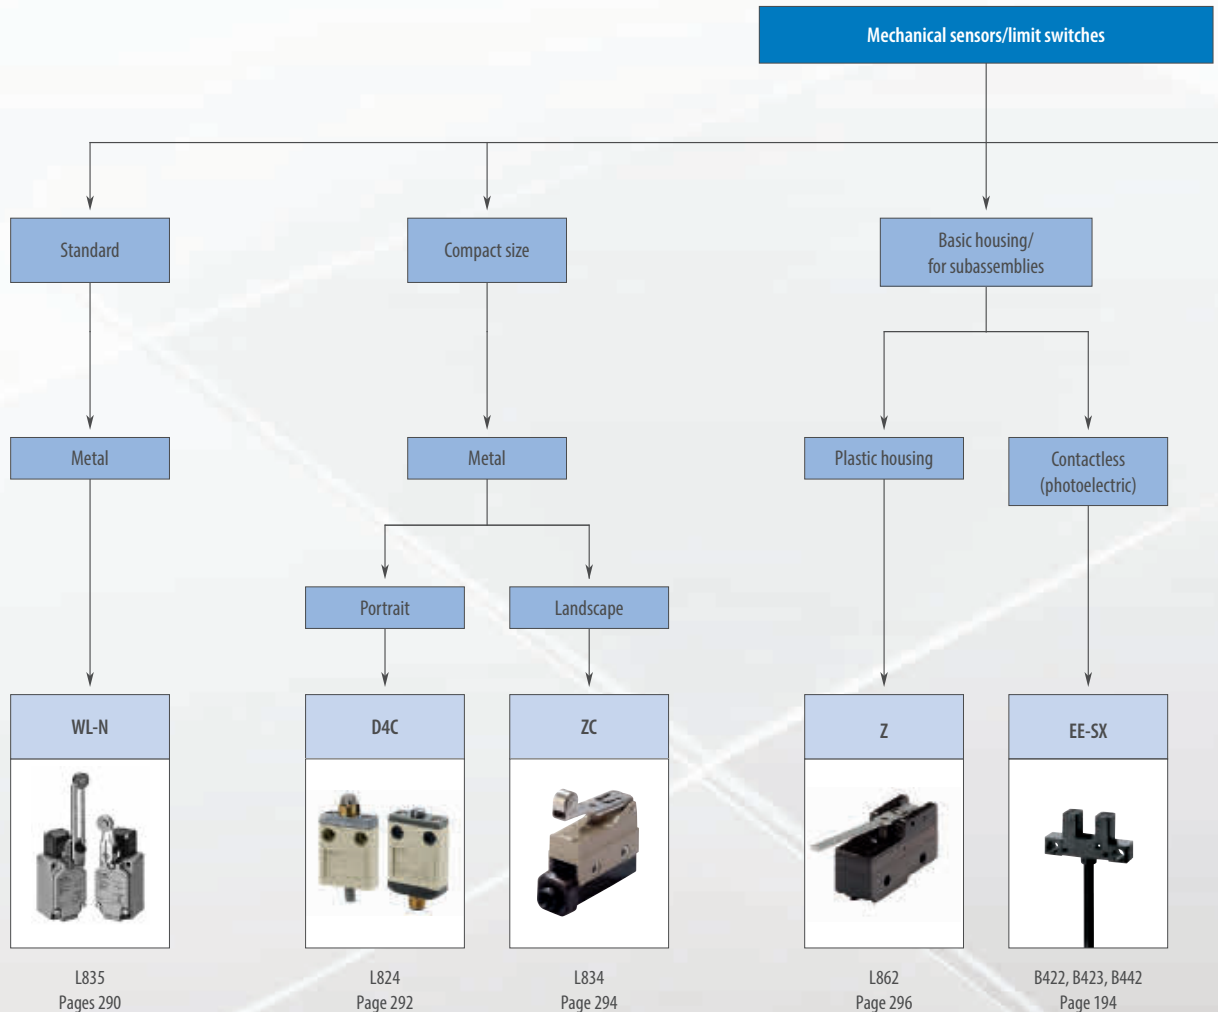 Mechanical sensors/limit switches
Standard
Compact size
Basic housing/
for subassemblies
Metal
Metal
Plastic housing
Contactless
(photoelectric)
Portrait
Landscape
WL-N
D4C
ZC
Z
EE-SX
L835
Pages 290
L824
Page 292
L834
Page 294
L862
Page 296
B422, B423, B442
Page 194